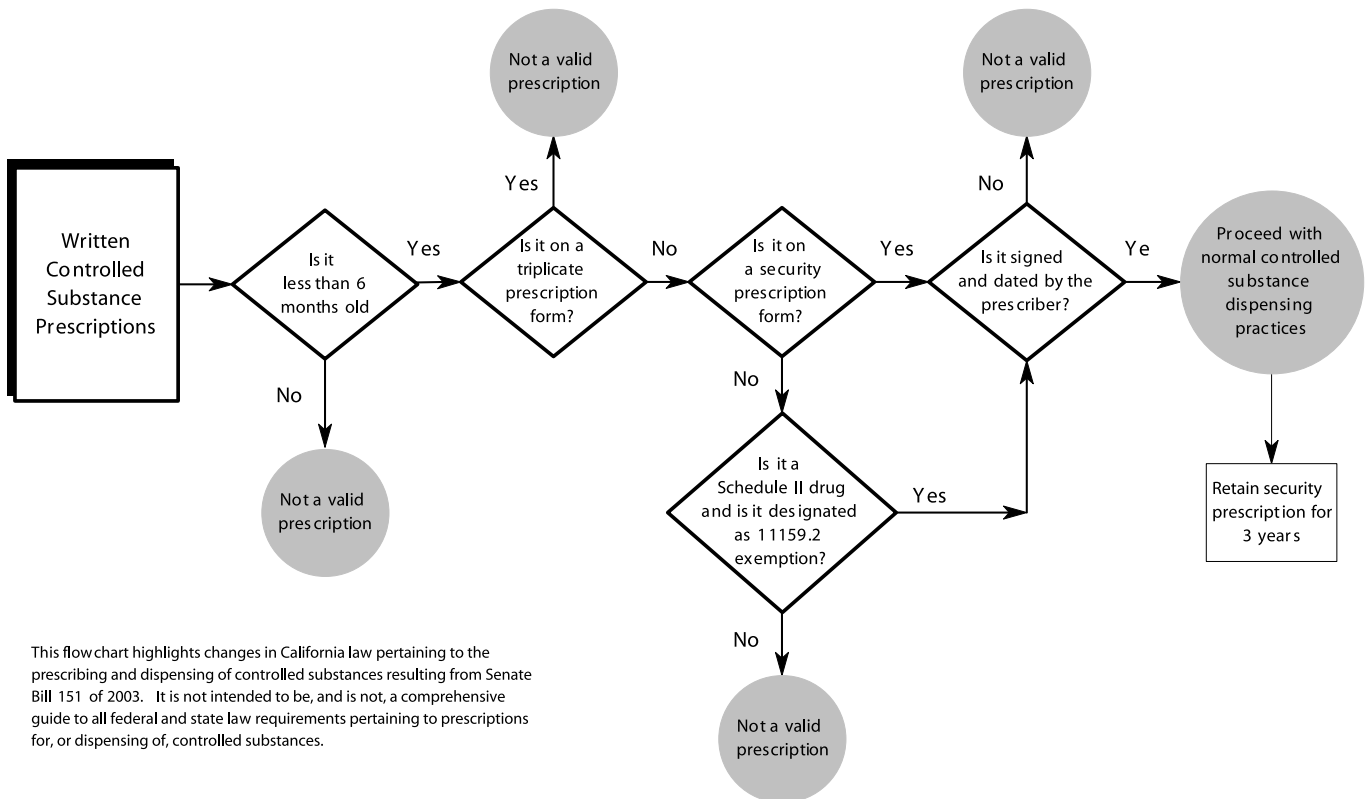 Written
Controlled
Substance
Prescriptions
Is it
less than 6
months old
Yes
No
Not a valid
prescription
Is it on a
triplicate
prescription
form?
Yes
Not a valid
prescription
No
Is it on
a security
prescription
form?
Yes
No
Is it a
Schedule II drug
and is it designated
as 11159.2
exemption?
Yes
No
Not a valid
prescription
Is it signed
and dated by the
prescriber?
No
Not a valid
prescription
Ye
Proceed with
normal controlled
substance
dispensing
practices
Retain security
prescription for
3 years
This flowchart highlights changes in California law pertaining to the
prescribing and dispensing of controlled substances resulting from Senate
Bill 151 of 2003. It is not intended to be, and is not, a comprehensive
guide to all federal and state law requirements pertaining to prescriptions
for, or dispensing of, controlled substances.